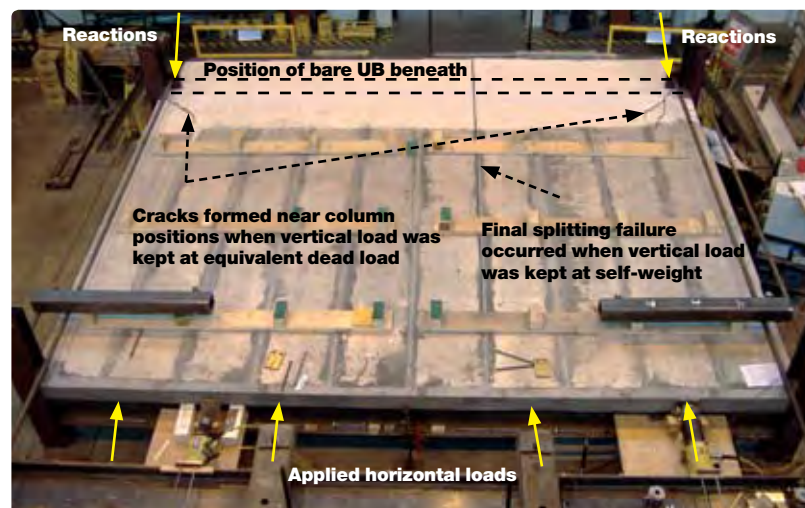 Reactions
Reactions
Position of bare UB beneath
Cracks formed near column
positions when vertical load was
kept at equivalent dead load
Final splitting failure
occurred when vertical load
was kept at self-weight
Applied horizontal loads